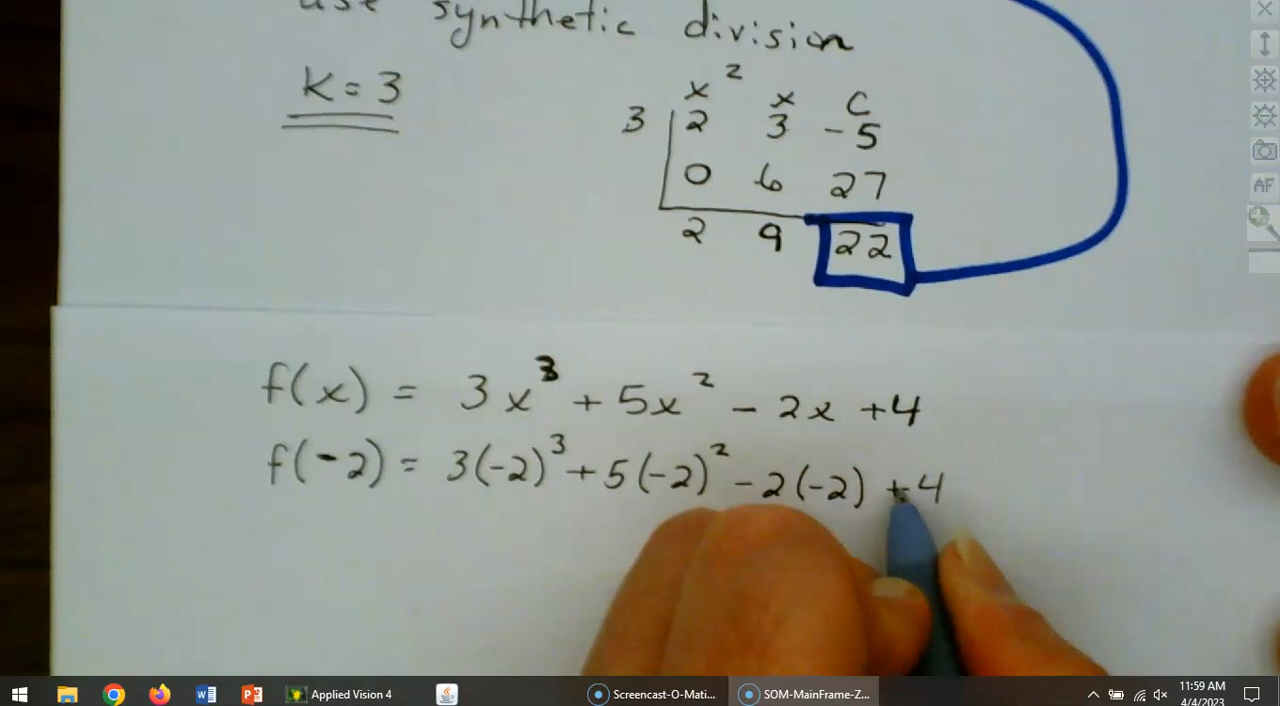 use synthetic division
K = 3
x² x C
3 2 3 -5
0 6 27
2 9 22
f(x) = 3x³ + 5x² - 2x + 4
f(-2) = 3(-2)³ + 5(-2)² - 2(-2) + 4
AF
Applied Vision 4
Screencast-O-Mati...
SOM-MainFrame-Z...
11:59 AM
4/4/2023